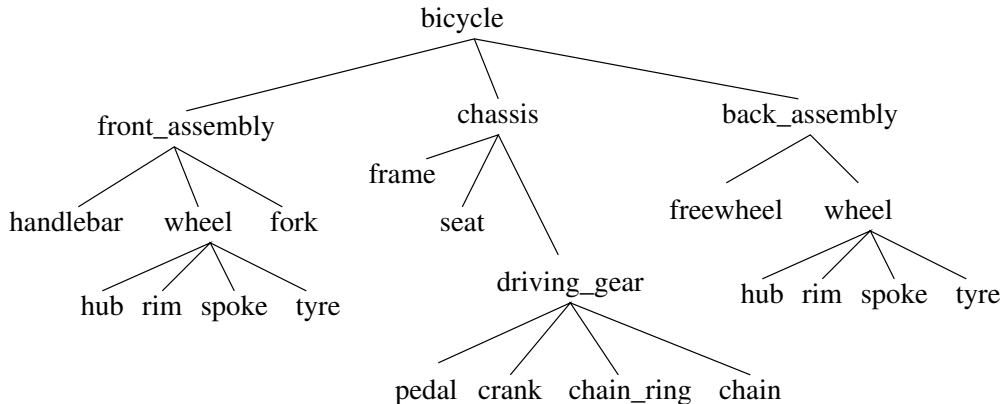 bicycle
front_assembly chassis back_assembly
frame
handlebar wheel fork seat freewheel wheel
driving_gear
hub rim spoke tyre hub rim spoke tyre
pedal crank chain_ring chain